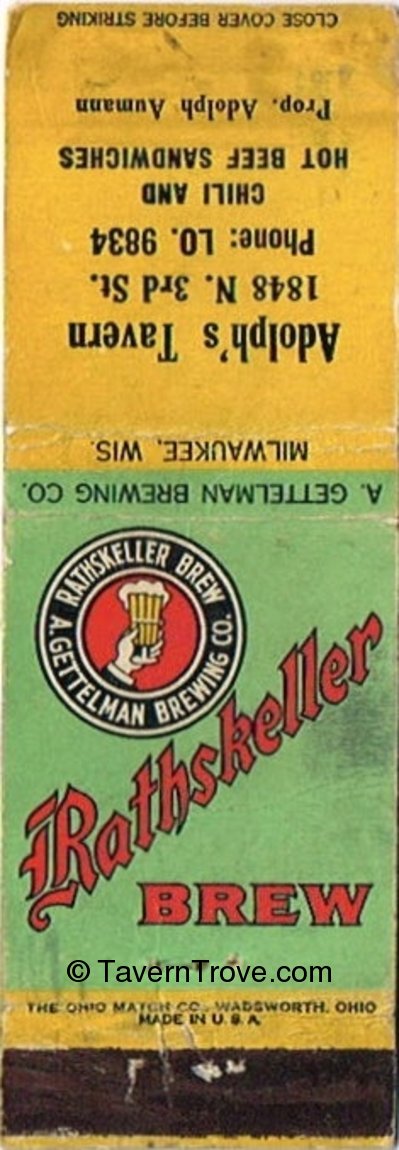 CLOSE COVER BEFORE STRIKING
Adolph's Tavern
1848 N. 3rd St.
Phone: LO. 9834
CHILI AND
HOT BEEF SANDWICHES
Prop. Adolph Aumann
A. GETTELMAN BREWING CO.
MILWAUKEE, WIS.
RATHSKELLER BREW
A. GETTELMAN BREWING CO.
Rathskeller
BREW
© TavernTrove.com
THE OHIO MATCH CO., WADSWORTH, OHIO
MADE IN U.S.A.